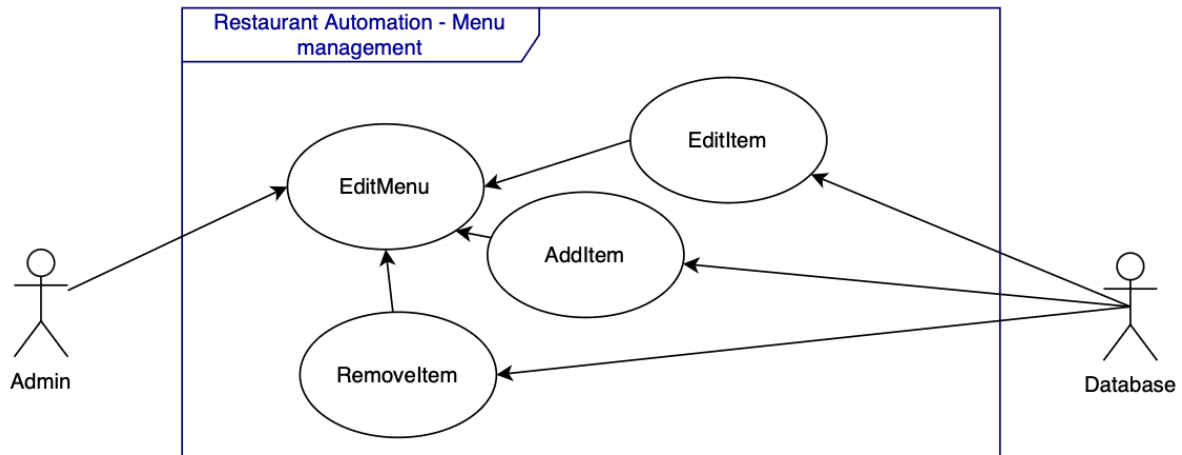 Restaurant Automation - Menu
management
EditItem
EditMenu
AddItem
RemoveItem
Admin
Database